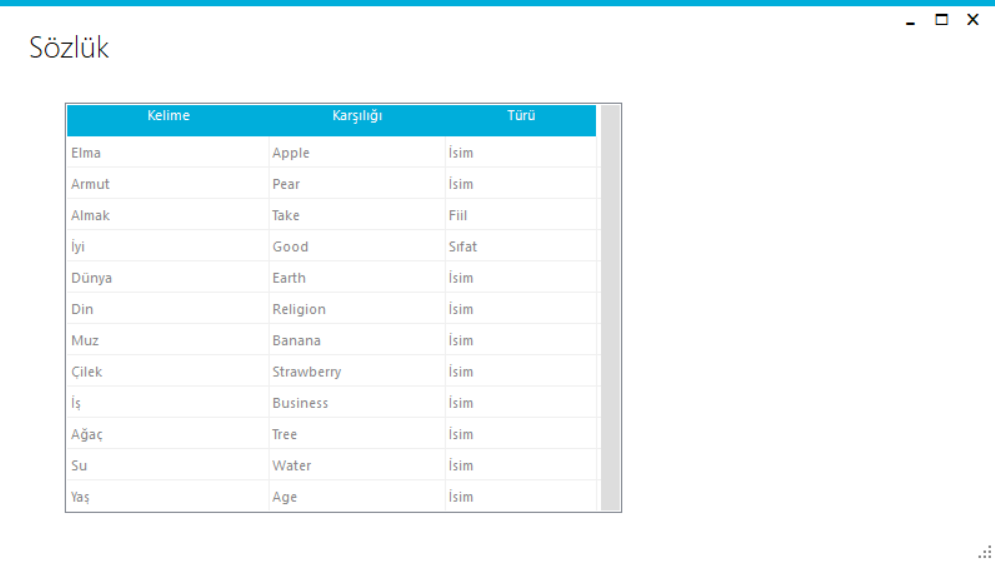 Sözlük
Kelime Karşılığı Türü
Elma Apple İsim
Armut Pear İsim
Almak Take Fiil
İyi Good Sıfat
Dünya Earth İsim
Din Religion İsim
Muz Banana İsim
Çilek Strawberry İsim
İş Business İsim
Ağaç Tree İsim
Su Water İsim
Yaş Age İsim